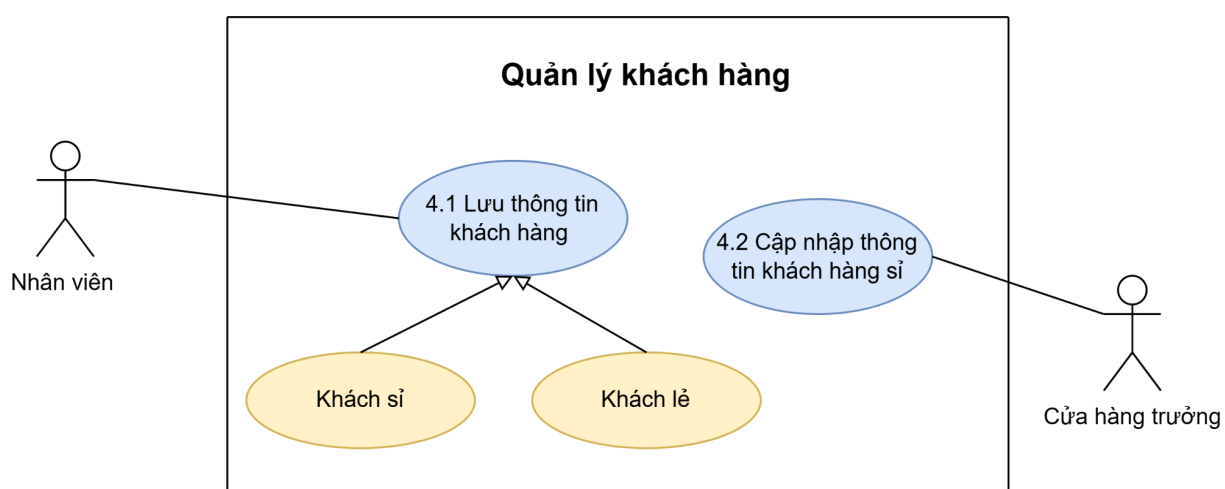 Quản lý khách hàng
4.1 Lưu thông tin
khách hàng
4.2 Cập nhập thông
tin khách hàng sỉ
Nhân viên
Khách sỉ
Khách lẻ
Cửa hàng trưởng